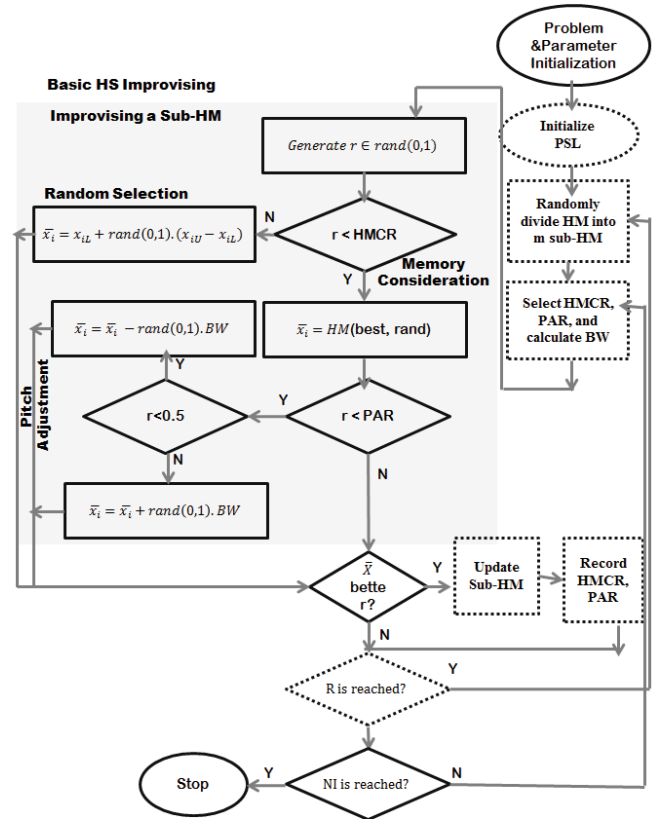 Problem
&Parameter
Initialization
Basic HS Improvising
Improvising a Sub-HM
Initialize
PSL
Generate r ∈ rand(0,1)
Random Selection
Randomly
divide HM into
m sub-HM
N
r < HMCR
x̄ᵢ = xᵢL + rand(0,1).(xᵢU − xᵢL)
Memory
Consideration
Y
Select HMCR,
PAR, and
calculate BW
x̄ᵢ = x̄ᵢ − rand(0,1).BW
x̄ᵢ = HM(best, rand)
Pitch
Adjustment
Y
r<0.5
Y
r < PAR
N
N
x̄ᵢ = x̄ᵢ + rand(0,1).BW
X̄
bette
r?
Y
Update
Sub-HM
Record
HMCR,
PAR
N
R is reached?
Y
Stop
Y
NI is reached?
N